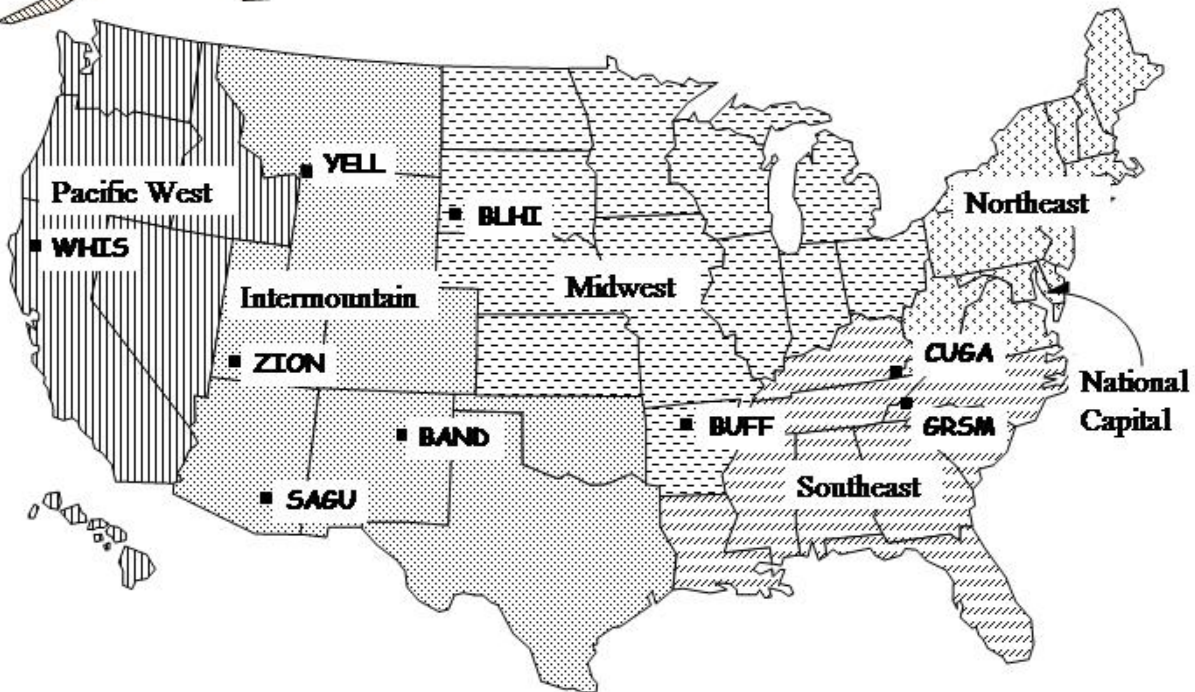 YELL
Pacific West
BLHI
Northeast
WHIS
Intermountain
Midwest
ZION
CUGA
National
Capital
BAND
BUFF
GRSM
SAGU
Southeast